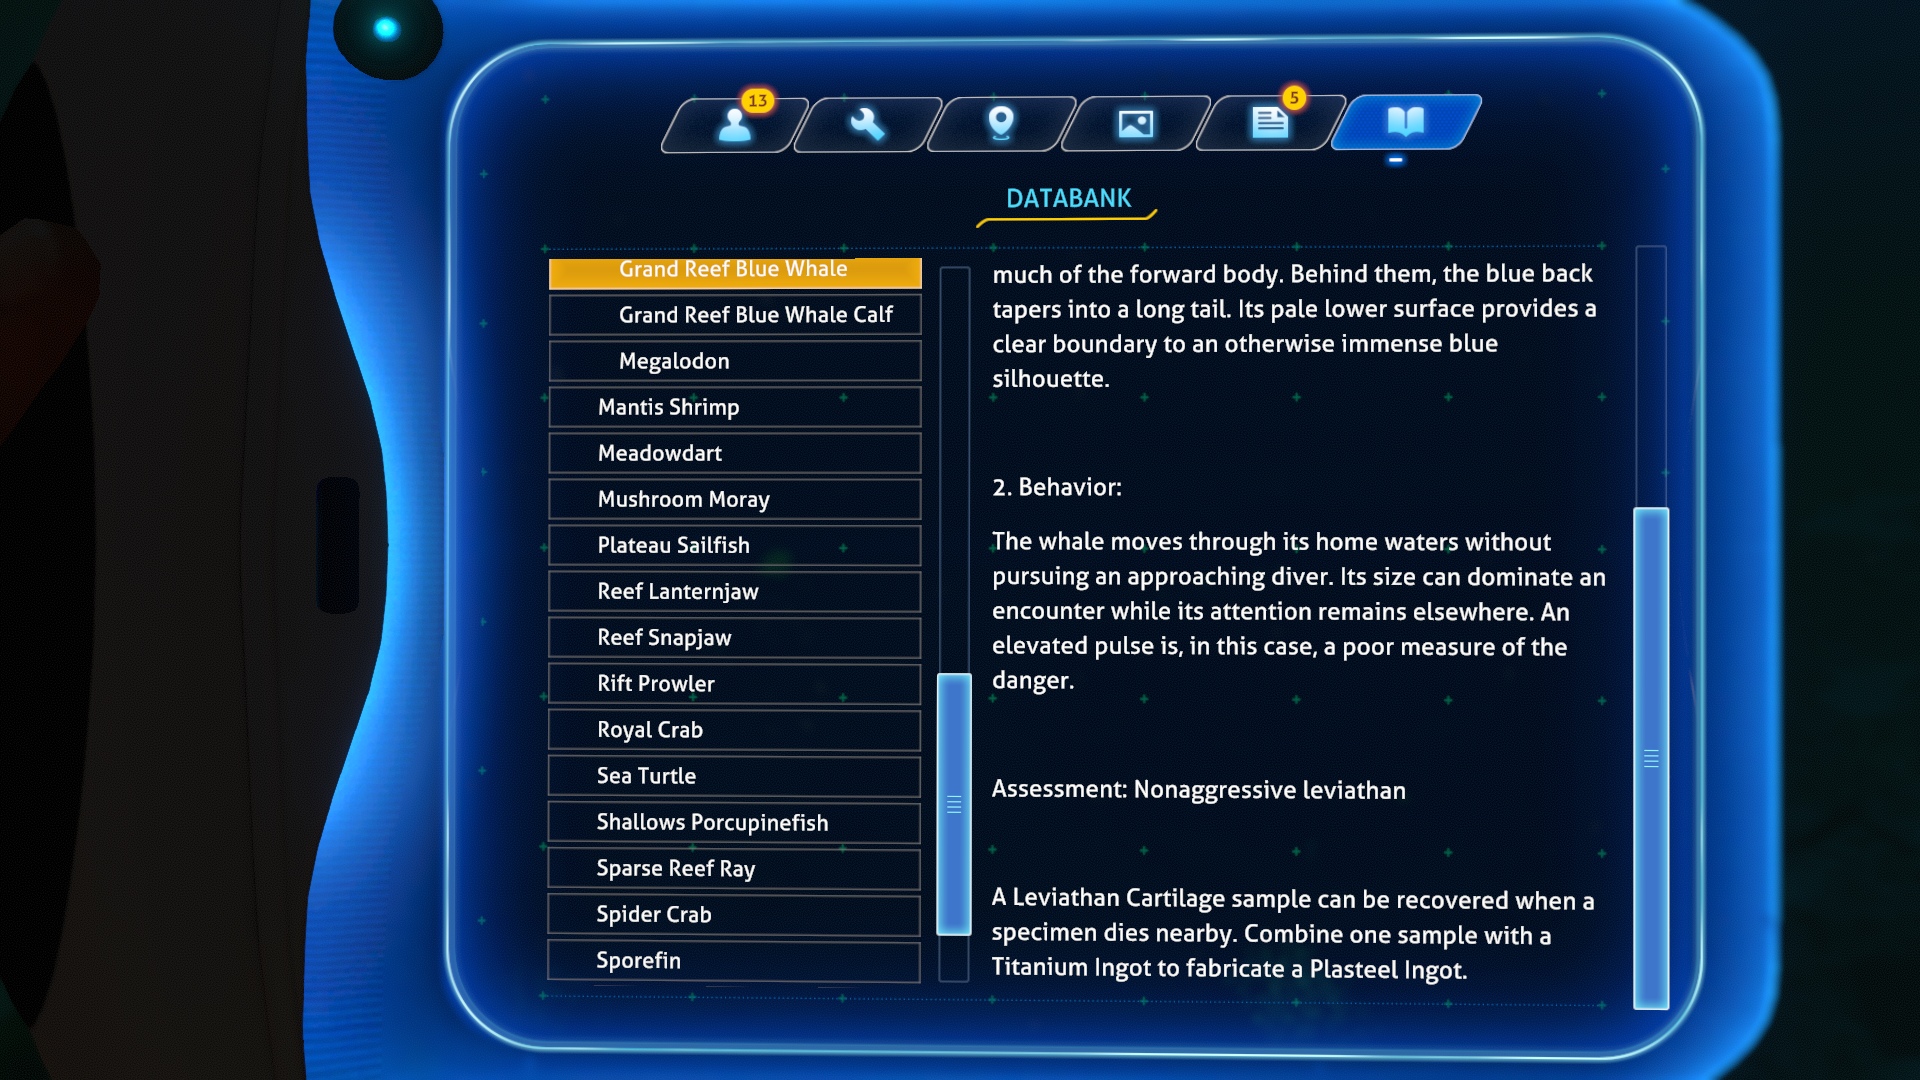 13
5
DATABANK
Grand Reef Blue Whale
Grand Reef Blue Whale Calf
Megalodon
Mantis Shrimp
Meadowdart
Mushroom Moray
Plateau Sailfish
Reef Lanternjaw
Reef Snapjaw
Rift Prowler
Royal Crab
Sea Turtle
Shallows Porcupinefish
Sparse Reef Ray
Spider Crab
Sporefin
much of the forward body. Behind them, the blue back
tapers into a long tail. Its pale lower surface provides a
clear boundary to an otherwise immense blue
silhouette.
2. Behavior:
The whale moves through its home waters without
pursuing an approaching diver. Its size can dominate an
encounter while its attention remains elsewhere. An
elevated pulse is, in this case, a poor measure of the
danger.
Assessment: Nonaggressive leviathan
A Leviathan Cartilage sample can be recovered when a
specimen dies nearby. Combine one sample with a
Titanium Ingot to fabricate a Plasteel Ingot.